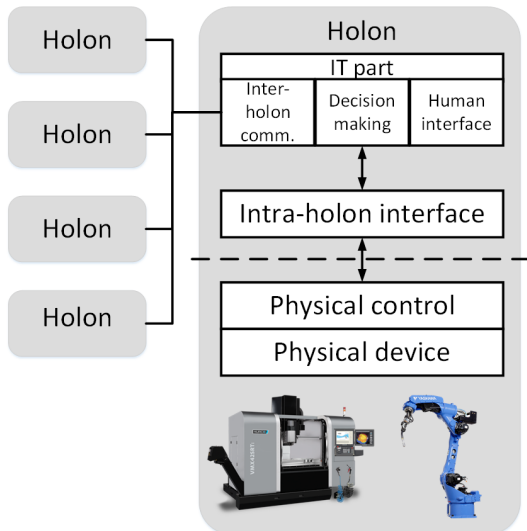 Holon
Holon
Holon
Holon
Holon
IT part
Inter-
holon
comm.
Decision
making
Human
interface
Intra-holon interface
Physical control
Physical device
YASKAWA